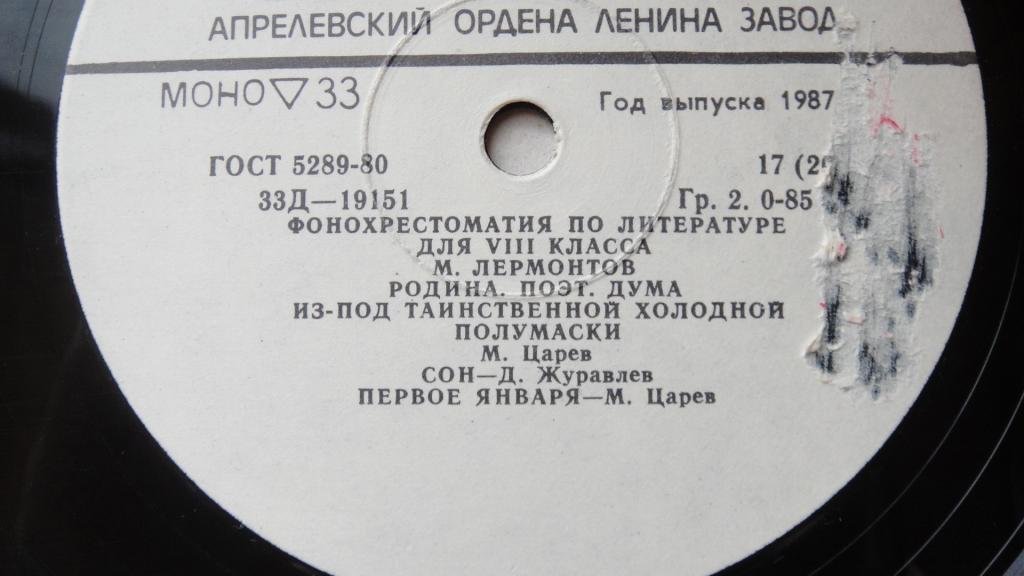 АПРЕЛЕВСКИЙ ОРДЕНА ЛЕНИНА ЗАВОД
МОНО ▽ 33 Год выпуска 1987
ГОСТ 5289-80 17 (2
33Д—19151 Гр. 2. 0-85
ФОНОХРЕСТОМАТИЯ ПО ЛИТЕРАТУРЕ
ДЛЯ VIII КЛАССА
М. ЛЕРМОНТОВ
РОДИНА. ПОЭТ. ДУМА
ИЗ-ПОД ТАИНСТВЕННОЙ ХОЛОДНОЙ
ПОЛУМАСКИ
М. Царев
СОН—Д. Журавлев
ПЕРВОЕ ЯНВАРЯ—М. Царев